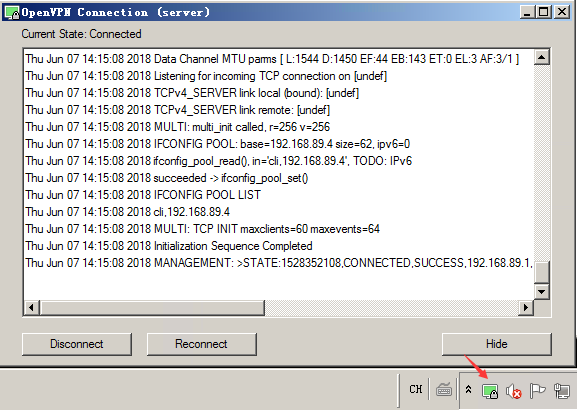 OpenVPN Connection (server)
Current State: Connected
Thu Jun 07 14:15:08 2018 Data Channel MTU parms [ L:1544 D:1450 EF:44 EB:143 ET:0 EL:3 AF:3/1 ]
Thu Jun 07 14:15:08 2018 Listening for incoming TCP connection on [undef]
Thu Jun 07 14:15:08 2018 TCPv4_SERVER link local (bound): [undef]
Thu Jun 07 14:15:08 2018 TCPv4_SERVER link remote: [undef]
Thu Jun 07 14:15:08 2018 MULTI: multi_init called, r=256 v=256
Thu Jun 07 14:15:08 2018 IFCONFIG POOL: base=192.168.89.4 size=62, ipv6=0
Thu Jun 07 14:15:08 2018 ifconfig_pool_read(), in='cli,192.168.89.4', TODO: IPv6
Thu Jun 07 14:15:08 2018 succeeded -> ifconfig_pool_set()
Thu Jun 07 14:15:08 2018 IFCONFIG POOL LIST
Thu Jun 07 14:15:08 2018 cli,192.168.89.4
Thu Jun 07 14:15:08 2018 MULTI: TCP INIT maxclients=60 maxevents=64
Thu Jun 07 14:15:08 2018 Initialization Sequence Completed
Thu Jun 07 14:15:08 2018 MANAGEMENT: >STATE:1528352108,CONNECTED,SUCCESS,192.168.89.1,
Disconnect Reconnect Hide
CH